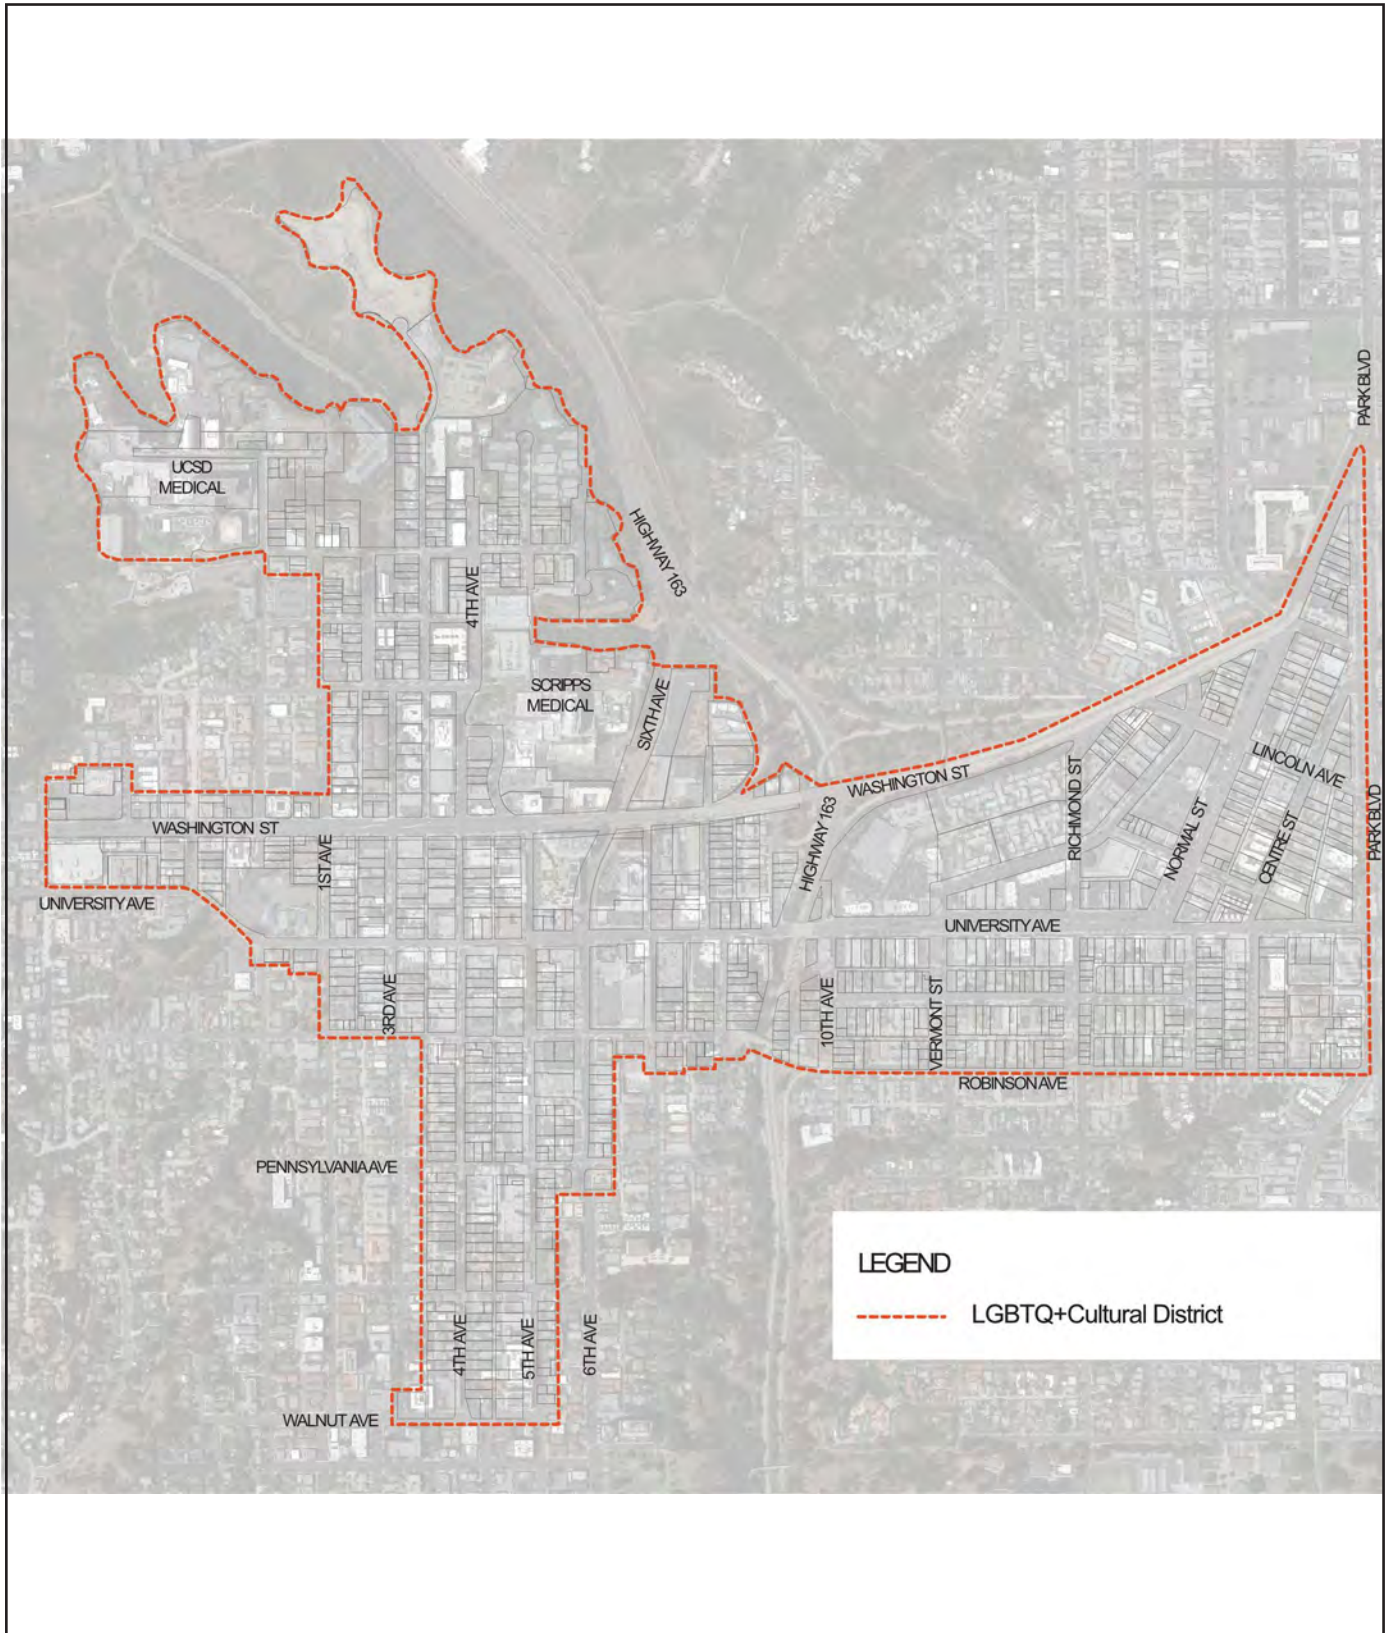 PARK BLVD
UCSD
MEDICAL
HIGHWAY 163
4TH AVE
SCRIPPS
MEDICAL
SIXTH AVE
WASHINGTON ST
LINCOLN AVE
RICHMOND ST
NORMAL ST
CENTRE ST
PARK BLVD
HIGHWAY 163
WASHINGTON ST
1ST AVE
UNIVERSITY AVE
UNIVERSITY AVE
3RD AVE
10TH AVE
VERMONT ST
ROBINSON AVE
PENNSYLVANIA AVE
4TH AVE
5TH AVE
6TH AVE
WALNUT AVE
LEGEND
LGBTQ+Cultural District